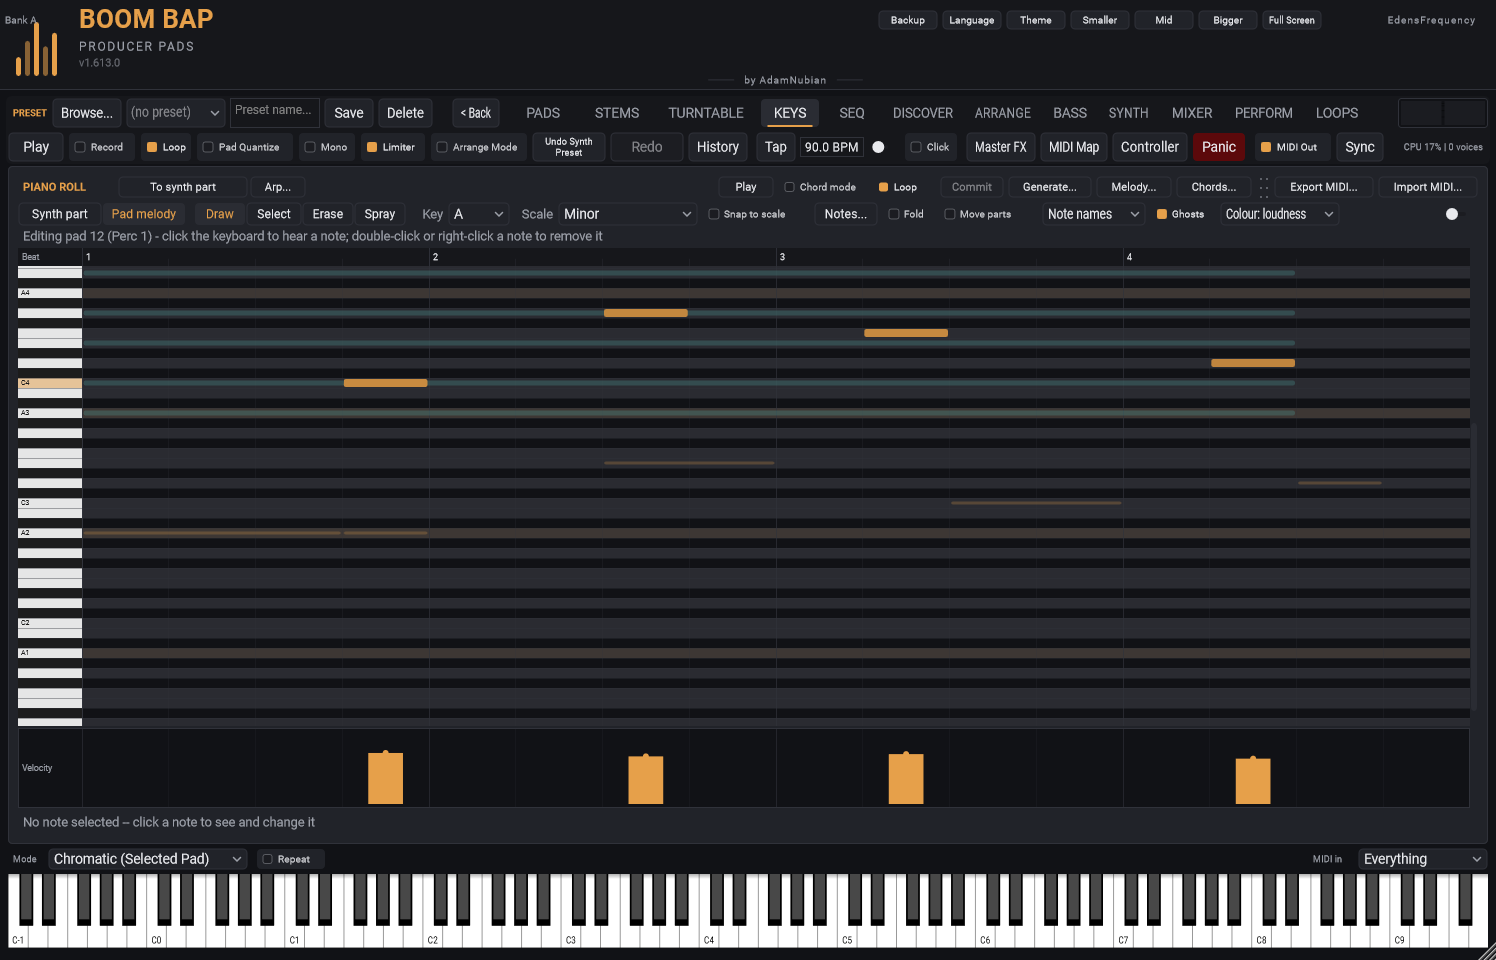 Bank A
BOOM BAP
PRODUCER PADS
v1.613.0
Backup Language Theme Smaller Mid Bigger Full Screen
EdensFrequency
by AdamNubian
PRESET Browse... (no preset) Preset name... Save Delete < Back PADS STEMS TURNTABLE KEYS SEQ DISCOVER ARRANGE BASS SYNTH MIXER PERFORM LOOPS
Play Record Loop Pad Quantize Mono Limiter Arrange Mode Undo Synth Preset Redo History Tap 90.0 BPM Click Master FX MIDI Map Controller Panic MIDI Out Sync CPU 17% | 0 voices
PIANO ROLL To synth part Arp... Play Chord mode Loop Commit Generate... Melody... Chords... Export MIDI... Import MIDI...
Synth part Pad melody Draw Select Erase Spray Key A Scale Minor Snap to scale Notes... Fold Move parts Note names Ghosts Colour: loudness
Editing pad 12 (Perc 1) - click the keyboard to hear a note; double-click or right-click a note to remove it
Beat 1 2 3 4
A4
C4
A3
C3
A2
C2
A1
Velocity
No note selected -- click a note to see and change it
Mode Chromatic (Selected Pad) Repeat MIDI in Everything
C-1 C0 C1 C2 C3 C4 C5 C6 C7 C8 C9